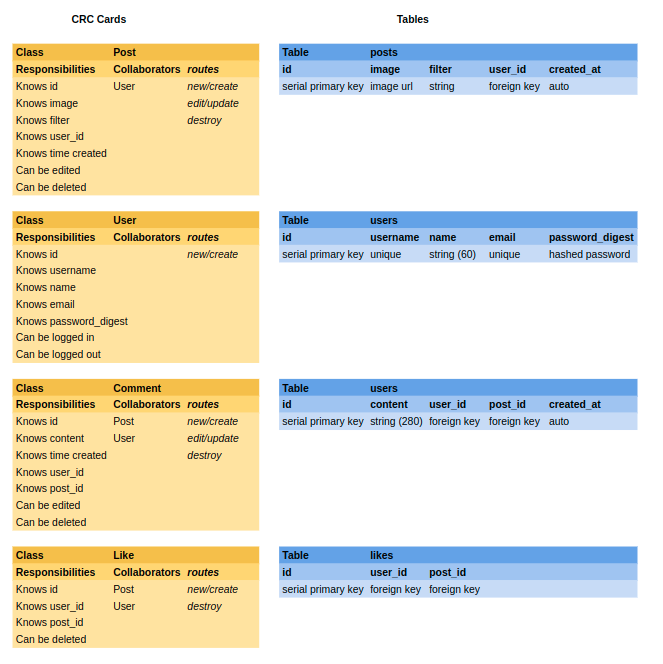 CRC Cards Tables
Class Post Table posts
Responsibilities Collaborators routes id image filter user_id created_at
Knows id User new/create serial primary key image url string foreign key auto
Knows image edit/update
Knows filter destroy
Knows user_id
Knows time created
Can be edited
Can be deleted
Class User Table users
Responsibilities Collaborators routes id username name email password_digest
Knows id new/create serial primary key unique string (60) unique hashed password
Knows username
Knows name
Knows email
Knows password_digest
Can be logged in
Can be logged out
Class Comment Table users
Responsibilities Collaborators routes id content user_id post_id created_at
Knows id Post new/create serial primary key string (280) foreign key foreign key auto
Knows content User edit/update
Knows time created destroy
Knows user_id
Knows post_id
Can be edited
Can be deleted
Class Like Table likes
Responsibilities Collaborators routes id user_id post_id
Knows id Post new/create serial primary key foreign key foreign key
Knows user_id User destroy
Knows post_id
Can be deleted